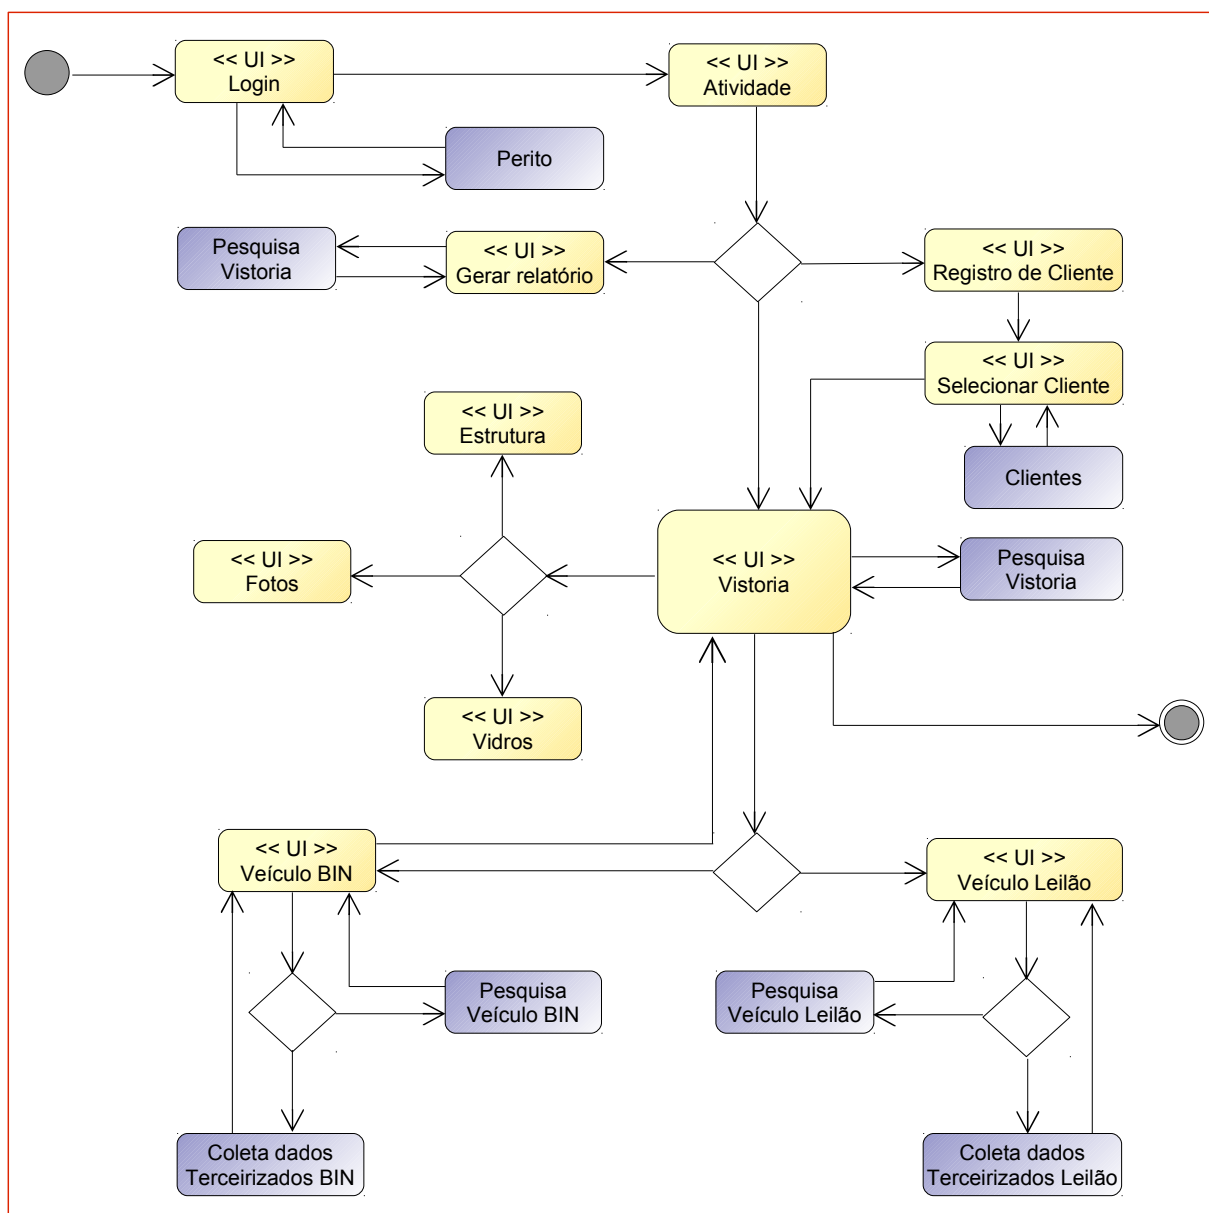 << UI >>
Login
<< UI >>
Atividade
Perito
Pesquisa
Vistoria
<< UI >>
Gerar relatório
<< UI >>
Registro de Cliente
<< UI >>
Selecionar Cliente
<< UI >>
Estrutura
Clientes
<< UI >>
Fotos
<< UI >>
Vistoria
Pesquisa
Vistoria
<< UI >>
Vidros
<< UI >>
Veículo BIN
<< UI >>
Veículo Leilão
Pesquisa
Veículo BIN
Pesquisa
Veículo Leilão
Coleta dados
Terceirizados BIN
Coleta dados
Terceirizados Leilão